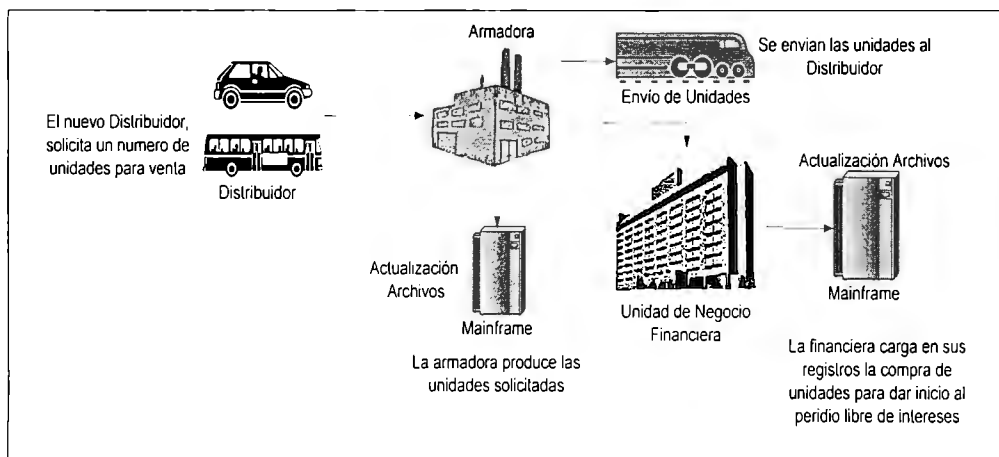 El nuevo Distribuidor,
solicita un numero de
unidades para venta
Distribuidor
Armadora
Envío de Unidades
Se envian las unidades al
Distribuidor
Actualización
Archivos
Mainframe
La armadora produce las
unidades solicitadas
Unidad de Negocio
Financiera
Actualización Archivos
Mainframe
La financiera carga en sus
registros la compra de
unidades para dar inicio al
peridio libre de intereses